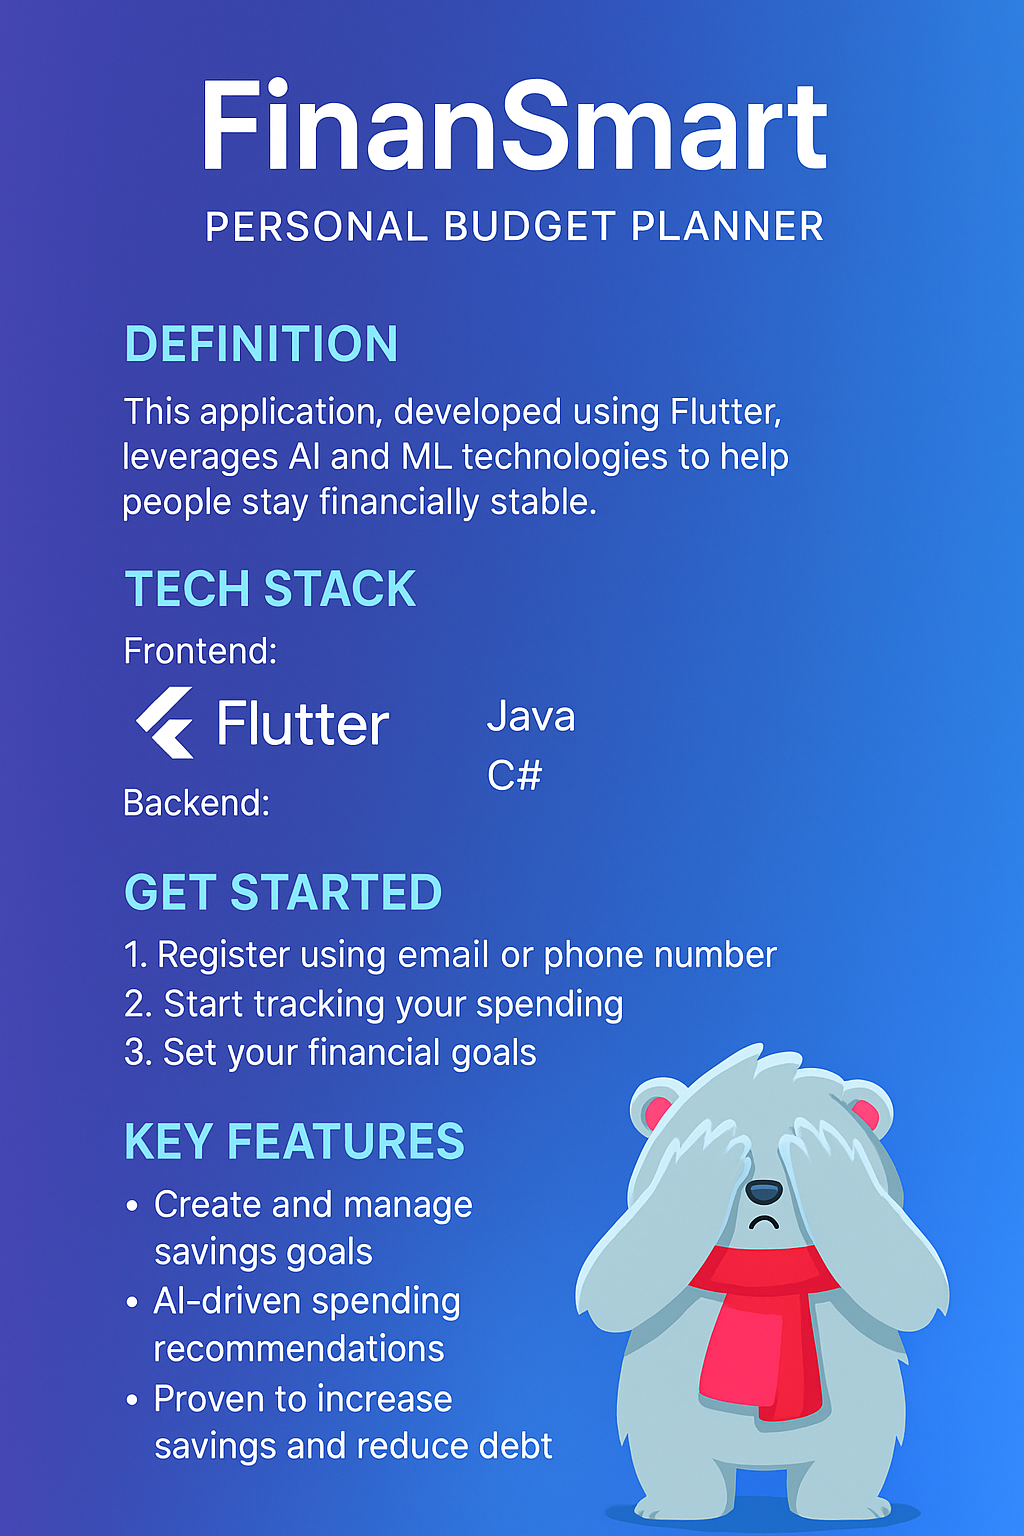 FinanSmart
PERSONAL BUDGET PLANNER
DEFINITION
This application, developed using Flutter,
leverages AI and ML technologies to help
people stay financially stable.
TECH STACK
Frontend:
Flutter
Java
C#
Backend:
GET STARTED
1. Register using email or phone number
2. Start tracking your spending
3. Set your financial goals
KEY FEATURES
• Create and manage
savings goals
• AI-driven spending
recommendations
• Proven to increase
savings and reduce debt